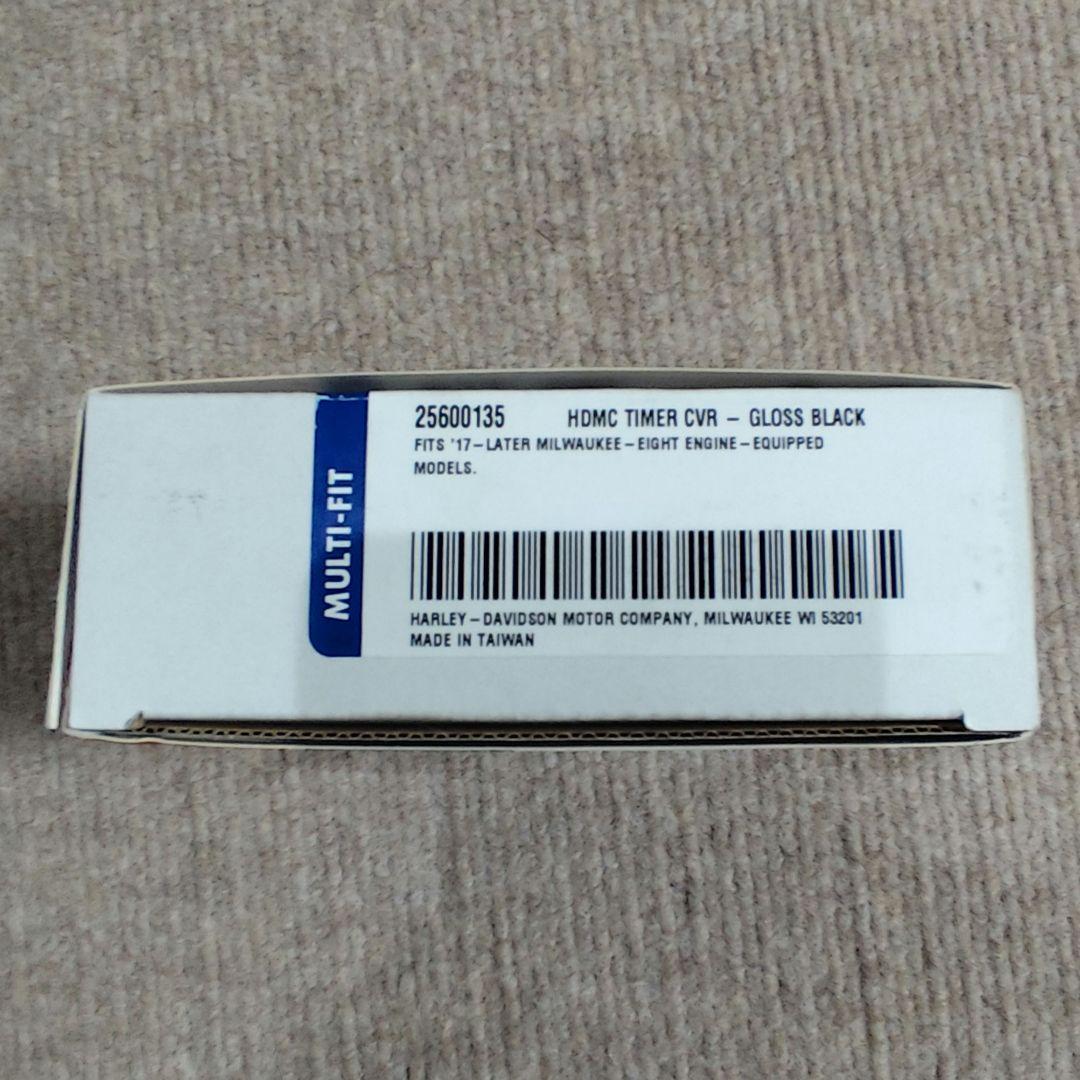 MULTI-FIT
25600135 HDMC TIMER CVR – GLOSS BLACK
FITS '17–LATER MILWAUKEE–EIGHT ENGINE–EQUIPPED
MODELS.
HARLEY–DAVIDSON MOTOR COMPANY, MILWAUKEE WI 53201
MADE IN TAIWAN